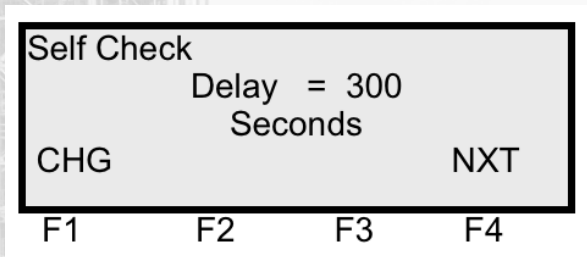 Self Check
Delay = 300
Seconds
CHG NXT
F1 F2 F3 F4